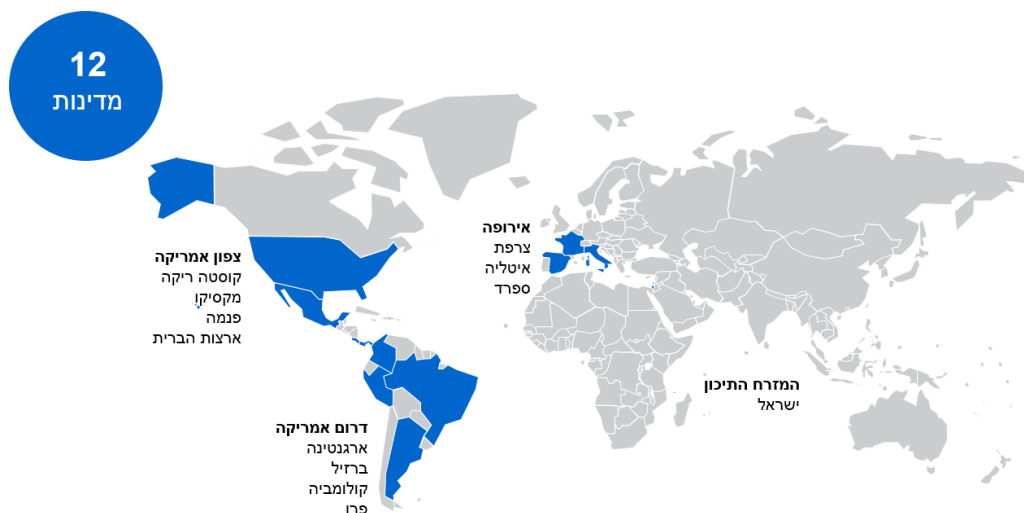 12
מדינות
צפון אמריקה
קוסטה ריקה
מקסיקו
פנמה
ארצות הברית
אירופה
צרפת
איטליה
ספרד
המזרח התיכון
ישראל
דרום אמריקה
ארגנטינה
ברזיל
קולומביה
פרו